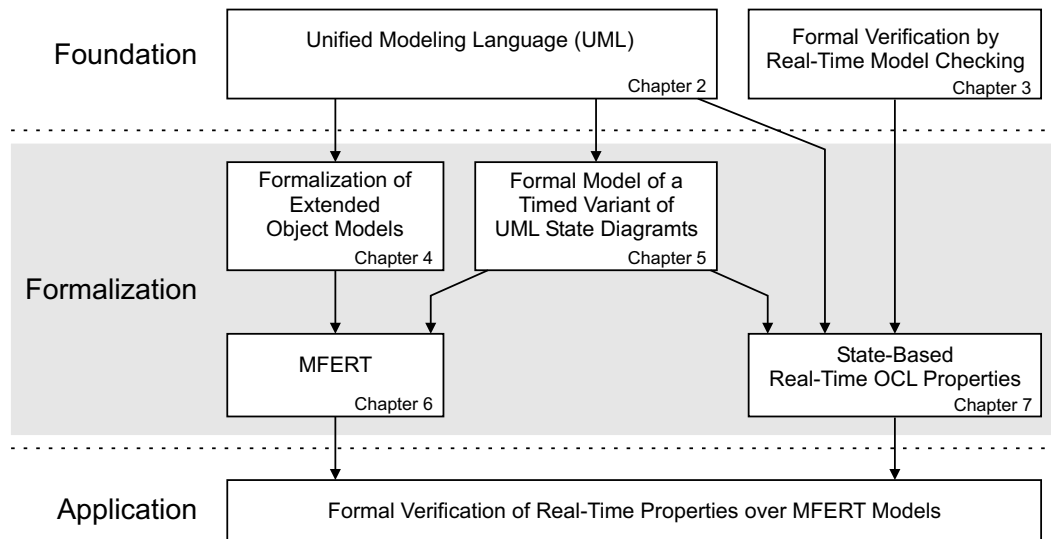 Foundation
Unified Modeling Language (UML)
Chapter 2
Formal Verification by
Real-Time Model Checking
Chapter 3
Formalization
Formalization of
Extended
Object Models
Chapter 4
Formal Model of a
Timed Variant of
UML State Diagramts
Chapter 5
MFERT
Chapter 6
State-Based
Real-Time OCL Properties
Chapter 7
Application
Formal Verification of Real-Time Properties over MFERT Models